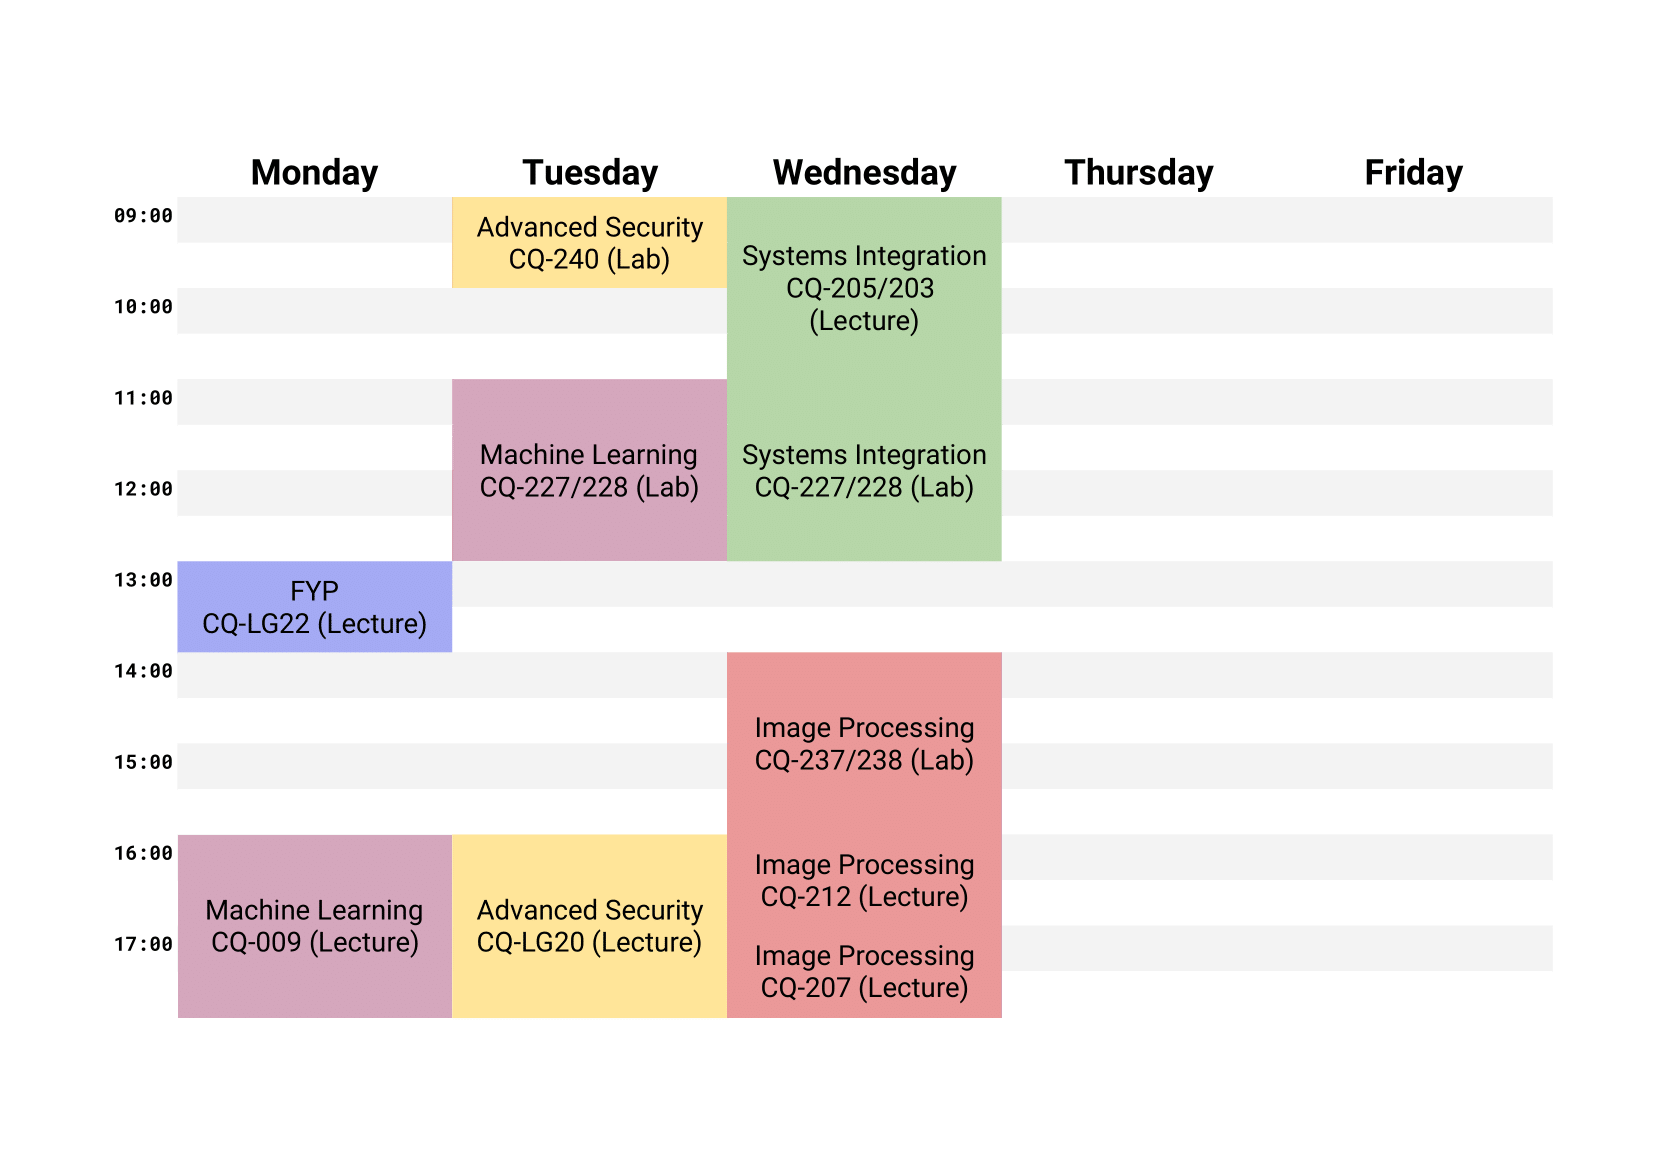 Monday Tuesday Wednesday Thursday Friday
09:00
Advanced Security
CQ-240 (Lab)
Systems Integration
CQ-205/203
(Lecture)
10:00
11:00
Machine Learning
CQ-227/228 (Lab)
Systems Integration
CQ-227/228 (Lab)
12:00
13:00
FYP
CQ-LG22 (Lecture)
14:00
Image Processing
CQ-237/238 (Lab)
15:00
16:00
Machine Learning
CQ-009 (Lecture)
Advanced Security
CQ-LG20 (Lecture)
Image Processing
CQ-212 (Lecture)
17:00
Image Processing
CQ-207 (Lecture)